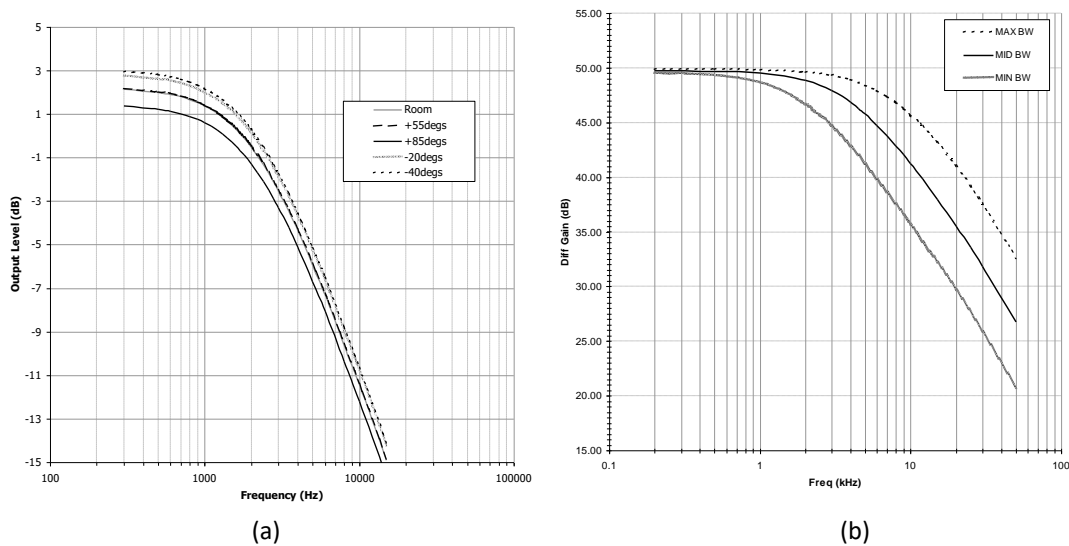 5
3
1
-1
-3
-5
-7
-9
-11
-13
-15
100
1000
10000
100000
Output Level (dB)
Frequency (Hz)
Room
+55degs
+85degs
-20degs
-40degs
(a)
55.00
50.00
45.00
40.00
35.00
30.00
25.00
20.00
15.00
0.1
1
10
100
Diff Gain (dB)
Freq (kHz)
MAX BW
MID BW
MIN BW
(b)